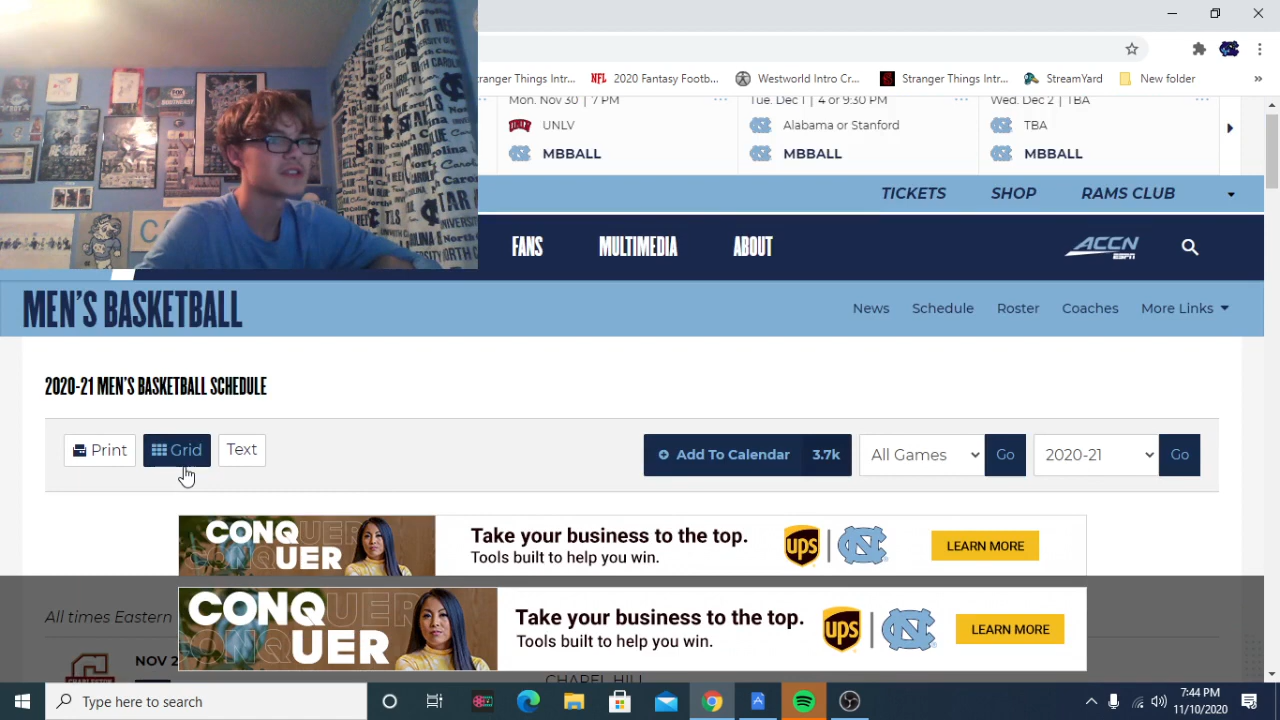 tranger Things Intr...
NFL 2020 Fantasy Footb...
Westworld Intro Cr...
Stranger Things Intr...
StreamYard
New folder
»
Mon. Nov 30 | 7 PM
UNLV
MBBALL
Tue. Dec 1 | 4 or 9:30 PM
Alabama or Stanford
MBBALL
Wed. Dec 2 | TBA
TBA
MBBALL
TICKETS SHOP RAMS CLUB
FANS MULTIMEDIA ABOUT
ACCN
ESPN
MEN'S BASKETBALL
News Schedule Roster Coaches More Links
2020-21 MEN'S BASKETBALL SCHEDULE
Print Grid Text
Add To Calendar 3.7k All Games Go 2020-21 Go
CONQUER
CONQUER
Take your business to the top.
Tools built to help you win.
ups
LEARN MORE
All times Eastern
CONQUER
CONQUER
Take your business to the top.
Tools built to help you win.
ups
LEARN MORE
CHARLESTON
NOV 2
CHAPEL HILL
Type here to search
7:44 PM
11/10/2020